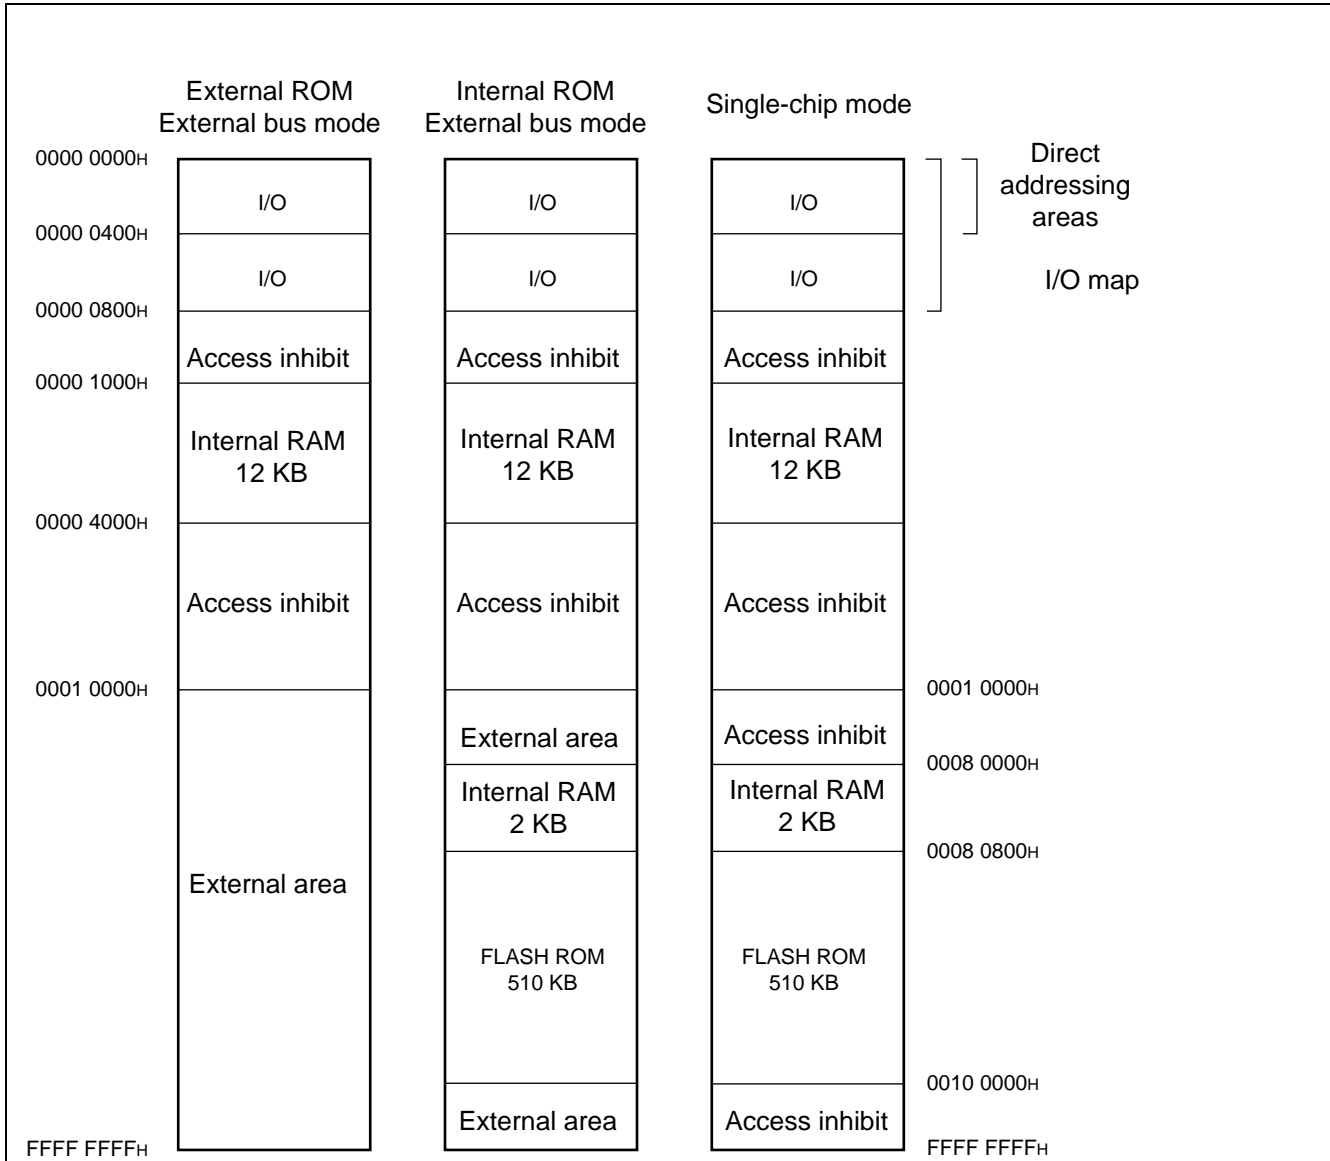 External ROM
External bus mode
Internal ROM
External bus mode
Single-chip mode
0000 0000H
0000 0400H
0000 0800H
0000 1000H
0000 4000H
0001 0000H
FFFF FFFFH
I/O
I/O
Access inhibit
Internal RAM
12 KB
Access inhibit
External area
I/O
I/O
Access inhibit
Internal RAM
12 KB
Access inhibit
External area
Internal RAM
2 KB
FLASH ROM
510 KB
External area
I/O
I/O
Access inhibit
Internal RAM
12 KB
Access inhibit
Access inhibit
Internal RAM
2 KB
FLASH ROM
510 KB
Access inhibit
Direct
addressing
areas
I/O map
0001 0000H
0008 0000H
0008 0800H
0010 0000H
FFFF FFFFH